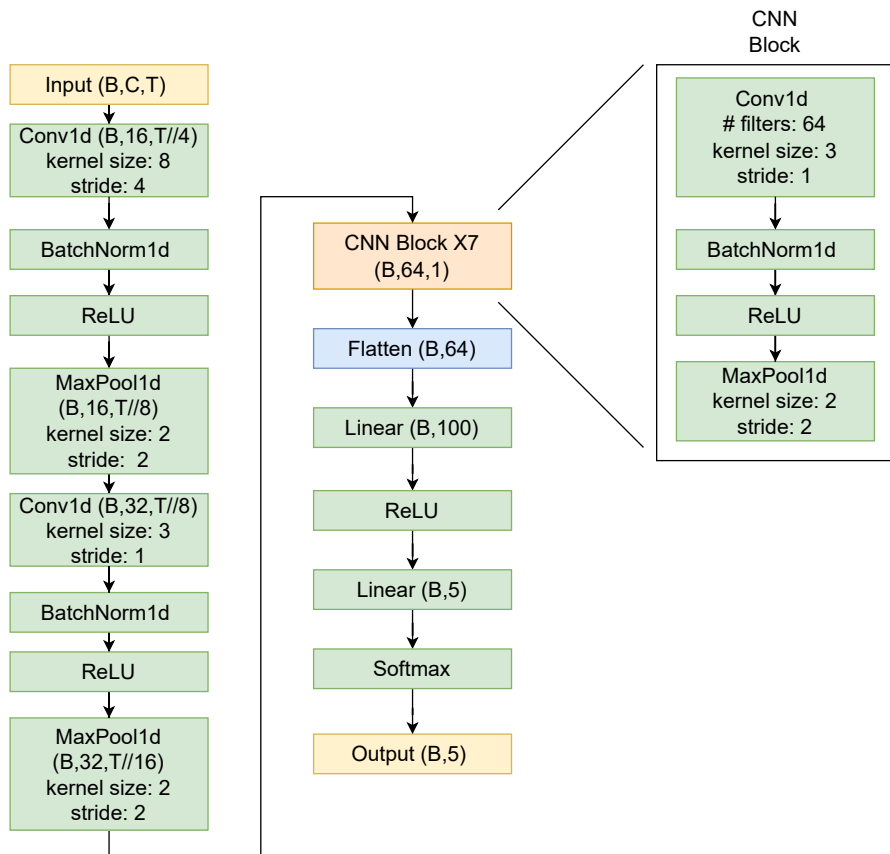 Input (B,C,T)
Conv1d (B,16,T//4)
kernel size: 8
stride: 4
BatchNorm1d
ReLU
MaxPool1d
(B,16,T//8)
kernel size: 2
stride:  2
Conv1d (B,32,T//8)
kernel size: 3
stride: 1
BatchNorm1d
ReLU
MaxPool1d
(B,32,T//16)
kernel size: 2
stride: 2
CNN Block X7
(B,64,1)
Flatten (B,64)
Linear (B,100)
ReLU
Linear (B,5)
Softmax
Output (B,5)
CNN
Block
Conv1d
# filters: 64
kernel size: 3
stride: 1
BatchNorm1d
ReLU
MaxPool1d
kernel size: 2
stride: 2